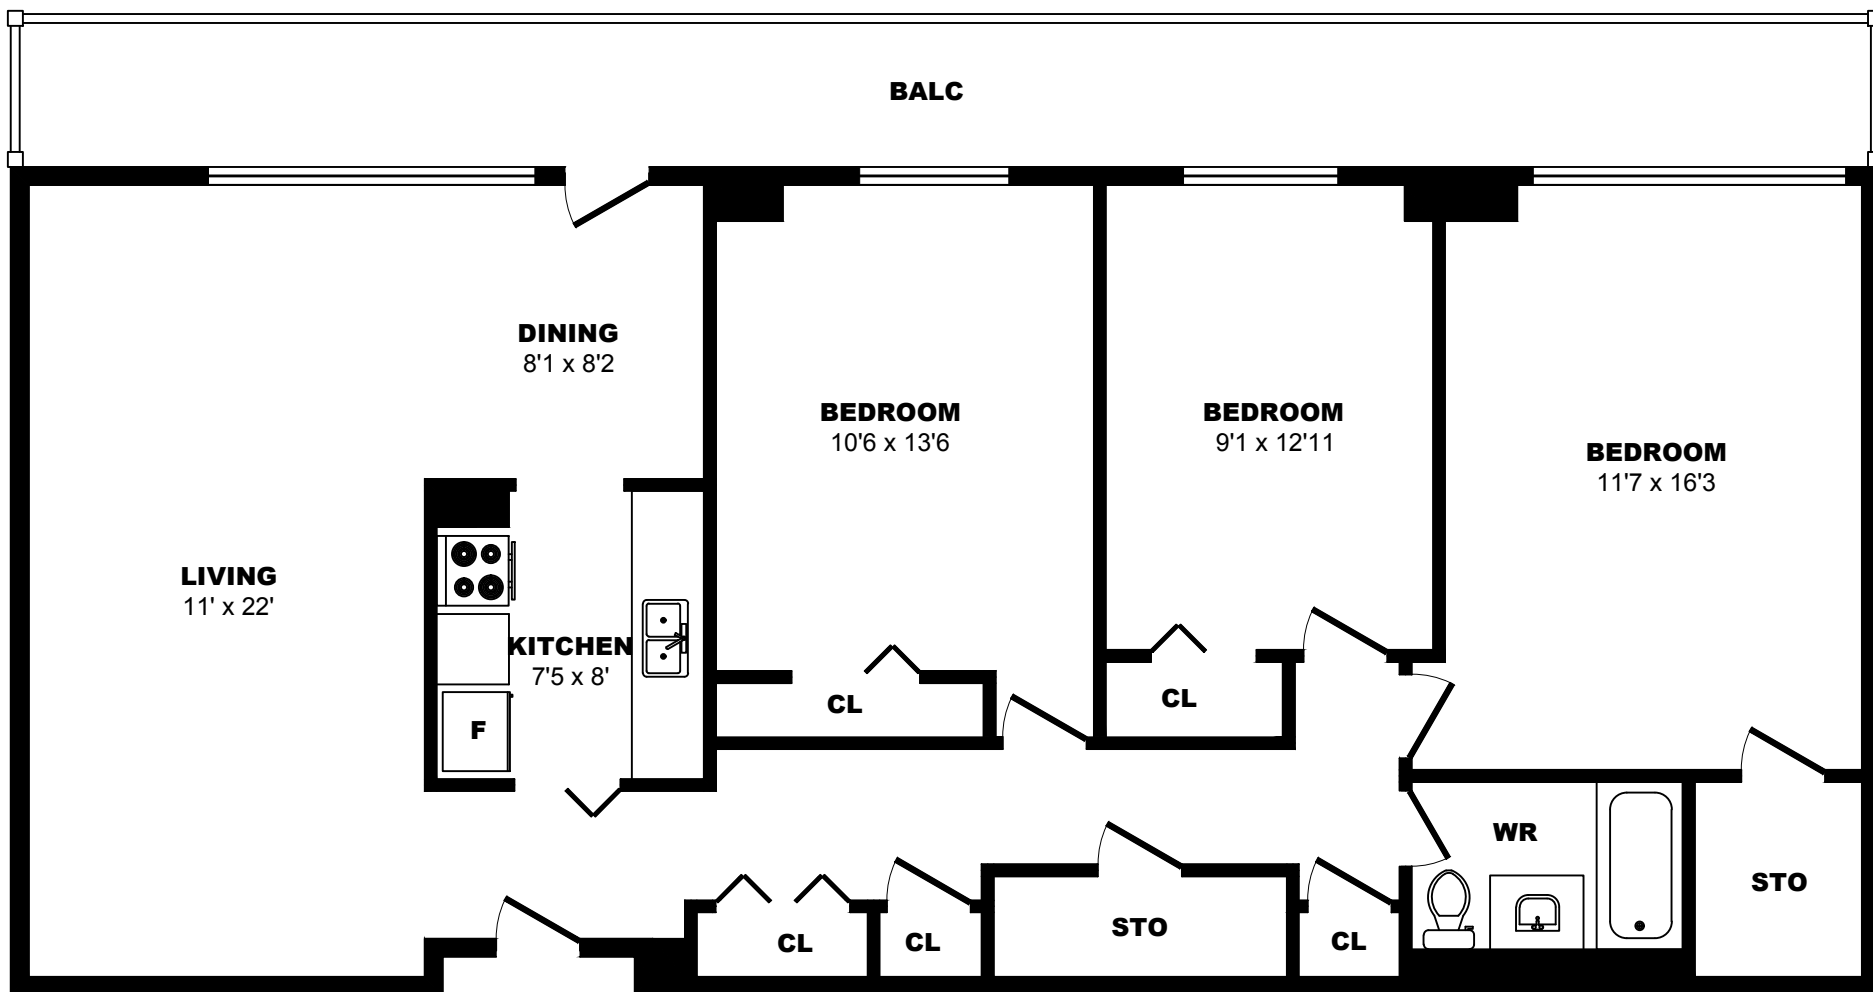 BALC
DINING
8'1 x 8'2
BEDROOM
10'6 x 13'6
BEDROOM
9'1 x 12'11
BEDROOM
11'7 x 16'3
LIVING
11' x 22'
KITCHEN
7'5 x 8'
F
CL
CL
WR
STO
CL
CL
STO
CL